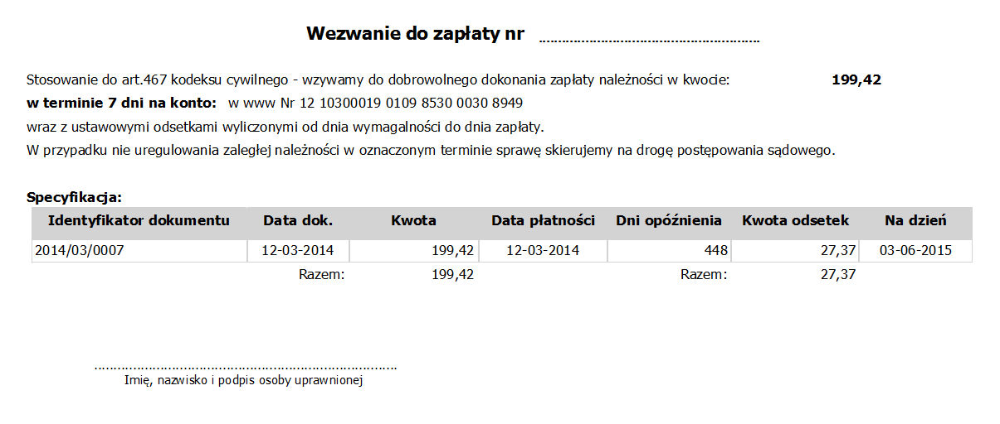 Wezwanie do zapłaty nr ..........................................................
Stosowanie do art.467 kodeksu cywilnego - wzywamy do dobrowolnego dokonania zapłaty należności w kwocie: 199,42
w terminie 7 dni na konto: w www Nr 12 10300019 0109 8530 0030 8949
wraz z ustawowymi odsetkami wyliczonymi od dnia wymagalności do dnia zapłaty.
W przypadku nie uregulowania zaległej należności w oznaczonym terminie sprawę skierujemy na drogę postępowania sądowego.
Specyfikacja:
Identyfikator dokumentu Data dok. Kwota Data płatności Dni opóźnienia Kwota odsetek Na dzień
2014/03/0007 12-03-2014 199,42 12-03-2014 448 27,37 03-06-2015
Razem: 199,42 Razem: 27,37
...............................................................................
Imię, nazwisko i podpis osoby uprawnionej